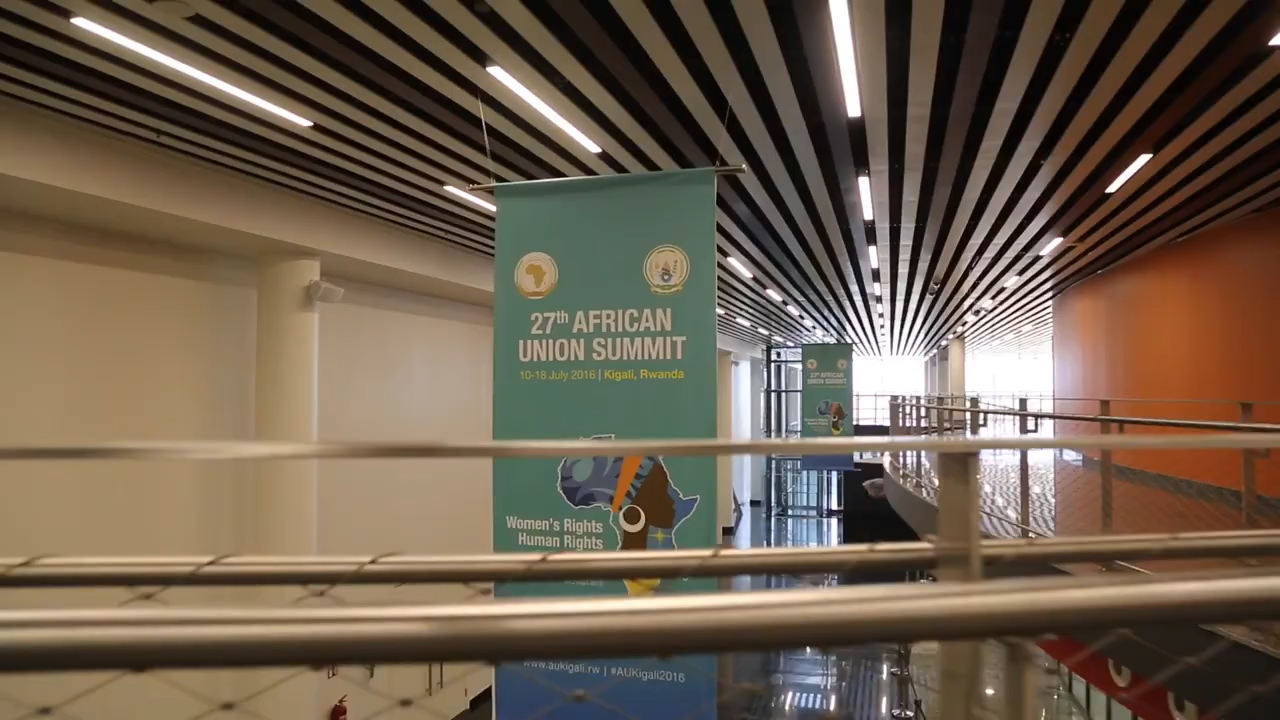 27th AFRICAN
UNION SUMMIT
10-18 July 2016 | Kigali, Rwanda
Women's Rights
Human Rights
www.aukigali.rw | #AUKigali2016
27th AFRICAN
UNION SUMMIT